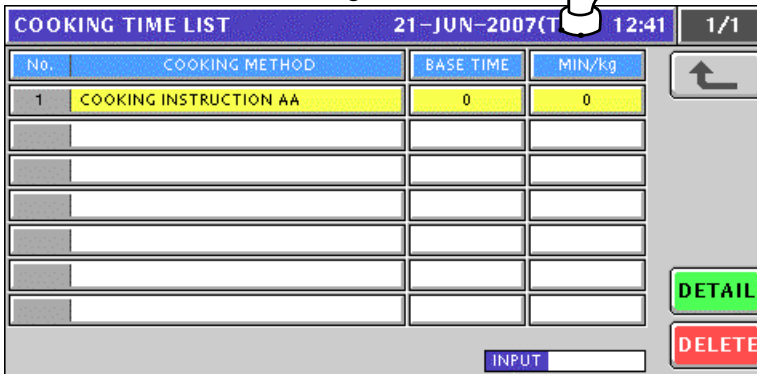 COOKING TIME LIST 21-JUN-2007(T 12:41 1/1
No. COOKING METHOD BASE TIME MIN/kg
1 COOKING INSTRUCTION AA 0 0
DETAIL
DELETE
INPUT